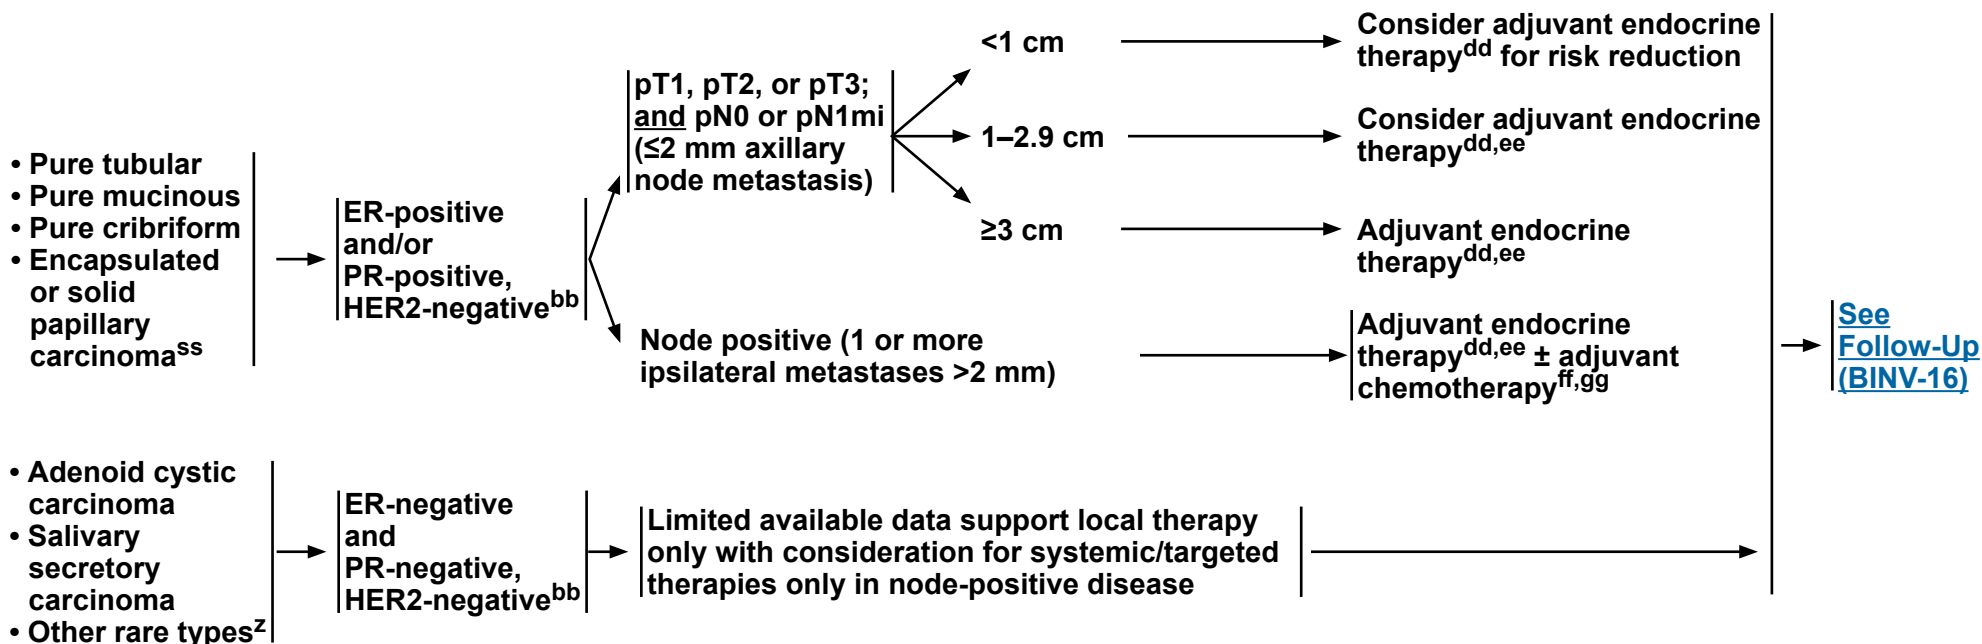 • Pure tubular
• Pure mucinous
• Pure cribriform
• Encapsulated
or solid
papillary
carcinomass
ER-positive
and/or
PR-positive,
HER2-negativebb
pT1, pT2, or pT3;
and pN0 or pN1mi
(≤2 mm axillary
node metastasis)
<1 cm
Consider adjuvant endocrine
therapydd for risk reduction
1–2.9 cm
Consider adjuvant endocrine
therapydd,ee
≥3 cm
Adjuvant endocrine
therapydd,ee
Node positive (1 or more
ipsilateral metastases >2 mm)
Adjuvant endocrine
therapydd,ee ± adjuvant
chemotherapyff,gg
See
Follow-Up
(BINV-16)
• Adenoid cystic
carcinoma
• Salivary
secretory
carcinoma
• Other rare typesz
ER-negative
and
PR-negative,
HER2-negativebb
Limited available data support local therapy
only with consideration for systemic/targeted
therapies only in node-positive disease